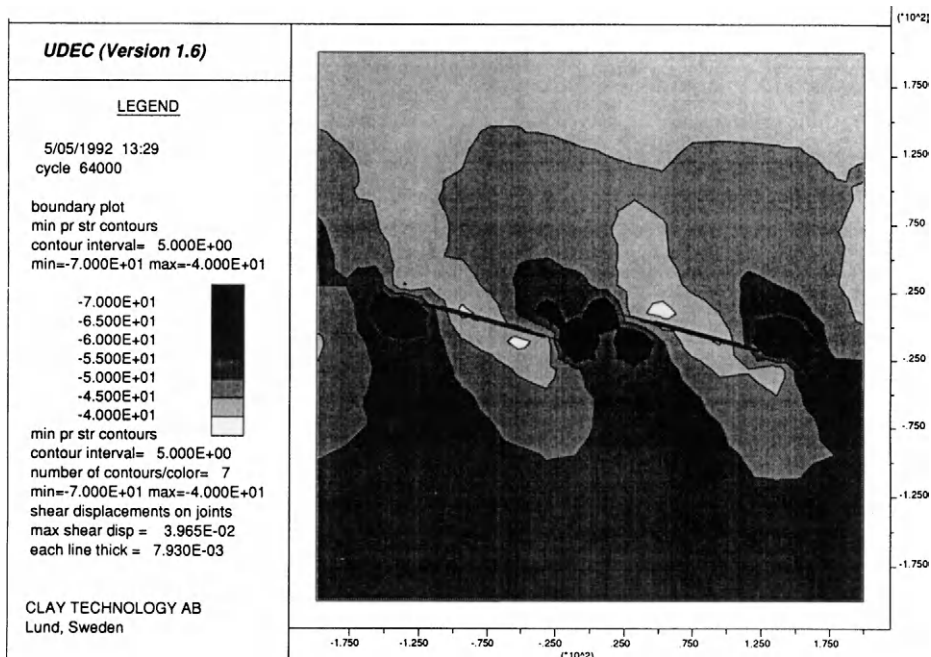 UDEC (Version 1.6)
LEGEND
5/05/1992 13:29
cycle 64000
boundary plot
min pr str contours
contour interval= 5.000E+00
min=-7.000E+01 max=-4.000E+01
-7.000E+01
-6.500E+01
-6.000E+01
-5.500E+01
-5.000E+01
-4.500E+01
-4.000E+01
min pr str contours
contour interval= 5.000E+00
number of contours/color= 7
min=-7.000E+01 max=-4.000E+01
shear displacements on joints
max shear disp = 3.965E-02
each line thick = 7.930E-03
CLAY TECHNOLOGY AB
Lund, Sweden
(*10^2)
1.750
1.250
.750
.250
-.250
-.750
-1.250
-1.750
-1.750 -1.250 -.750 -.250 .250 .750 1.250 1.750
(*10^2)